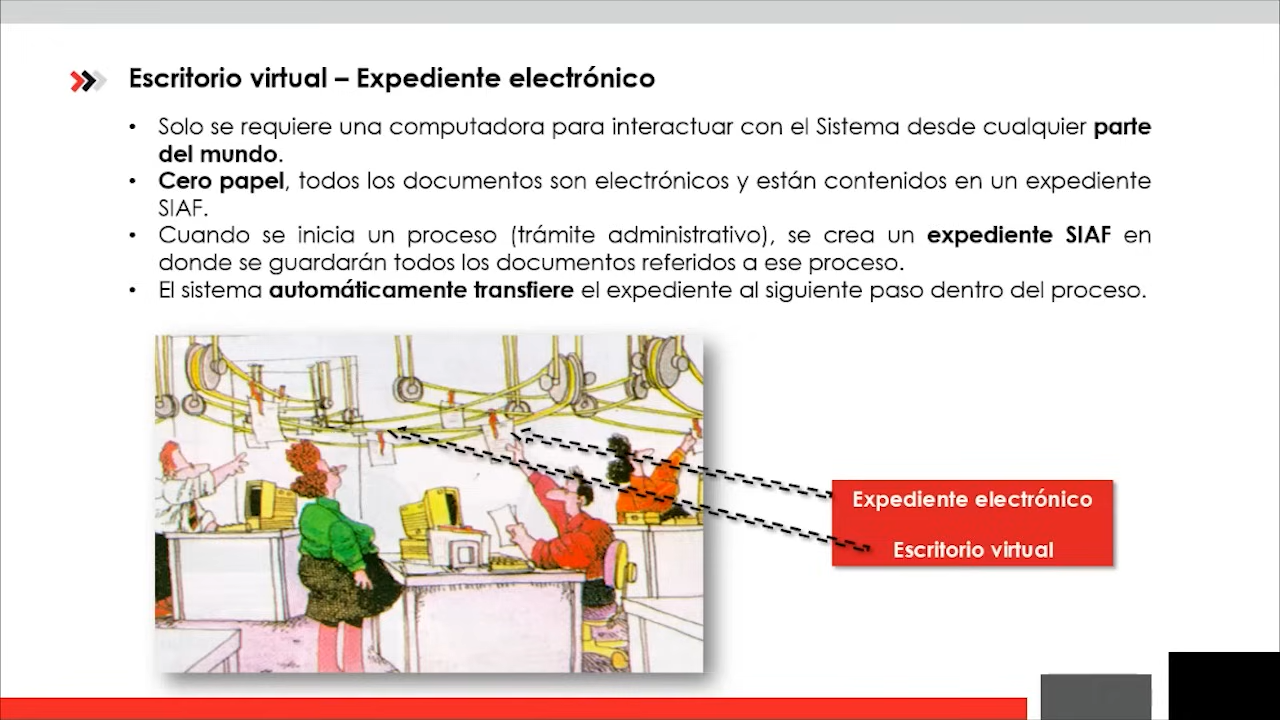 Escritorio virtual – Expediente electrónico
• Solo se requiere una computadora para interactuar con el Sistema desde cualquier parte
del mundo.
• Cero papel, todos los documentos son electrónicos y están contenidos en un expediente
SIAF.
• Cuando se inicia un proceso (trámite administrativo), se crea un expediente SIAF en
donde se guardarán todos los documentos referidos a ese proceso.
• El sistema automáticamente transfiere el expediente al siguiente paso dentro del proceso.
Expediente electrónico
Escritorio virtual